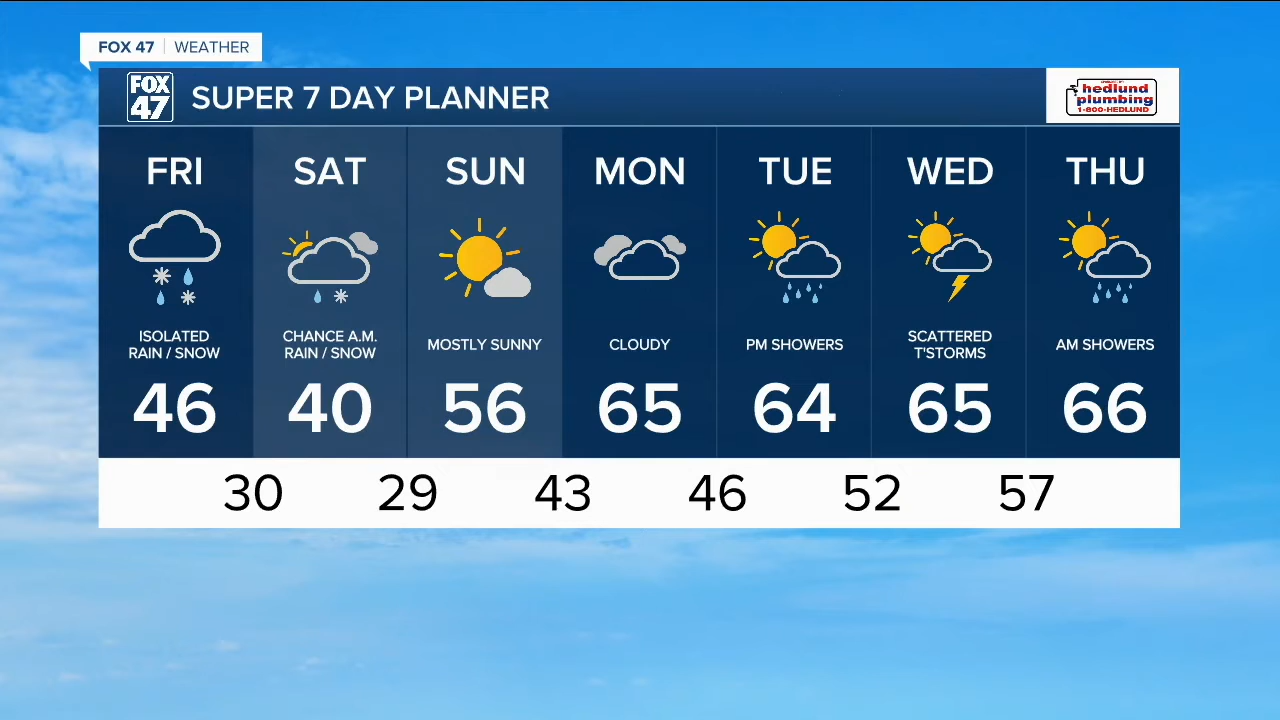 FOX 47 WEATHER
FOX
47
SUPER 7 DAY PLANNER
hedlund
plumbing
1-800-HEDLUND
FRI SAT SUN MON TUE WED THU
ISOLATED
RAIN / SNOW
CHANCE A.M.
RAIN / SNOW
MOSTLY SUNNY
CLOUDY
PM SHOWERS
SCATTERED
T'STORMS
AM SHOWERS
46 40 56 65 64 65 66
30 29 43 46 52 57